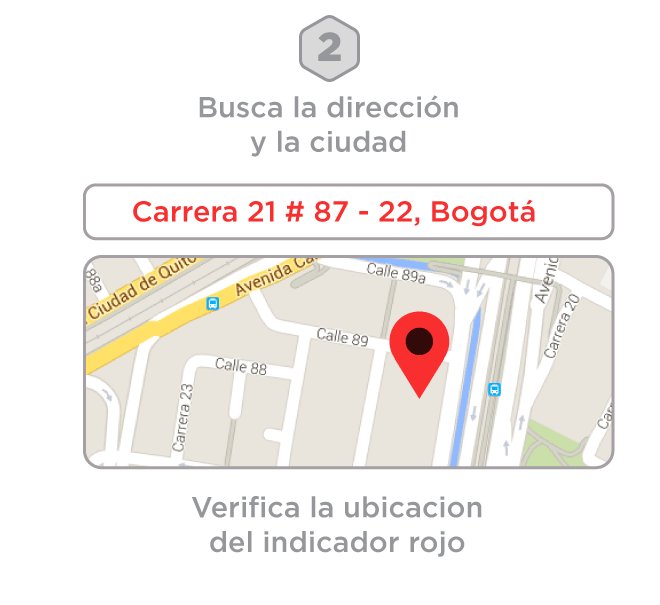 2
Busca la dirección
y la ciudad
Carrera 21 # 87 - 22, Bogotá
88a
Ciudad de Quito
Avenida Ca
Calle 89a
Avenid
Carrera 20
Calle 89
Calle 88
Carrera 23
Car
Verifica la ubicacion
del indicador rojo